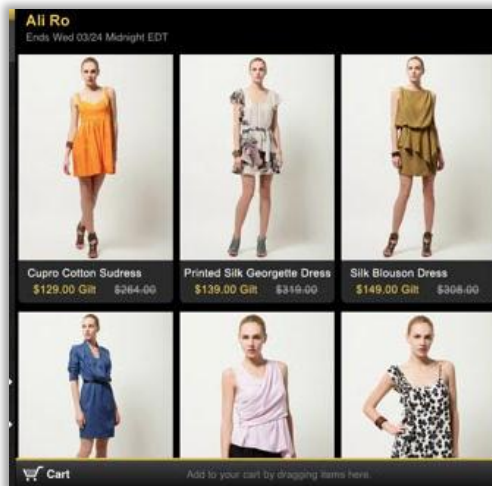 Ali Ro
Ends Wed 03/24 Midnight EDT
Cupro Cotton Sudress
$129.00 Gilt $264.00
Printed Silk Georgette Dress
$139.00 Gilt $319.00
Silk Blouson Dress
$149.00 Gilt $308.00
Cart
Add to your cart by dragging items here.